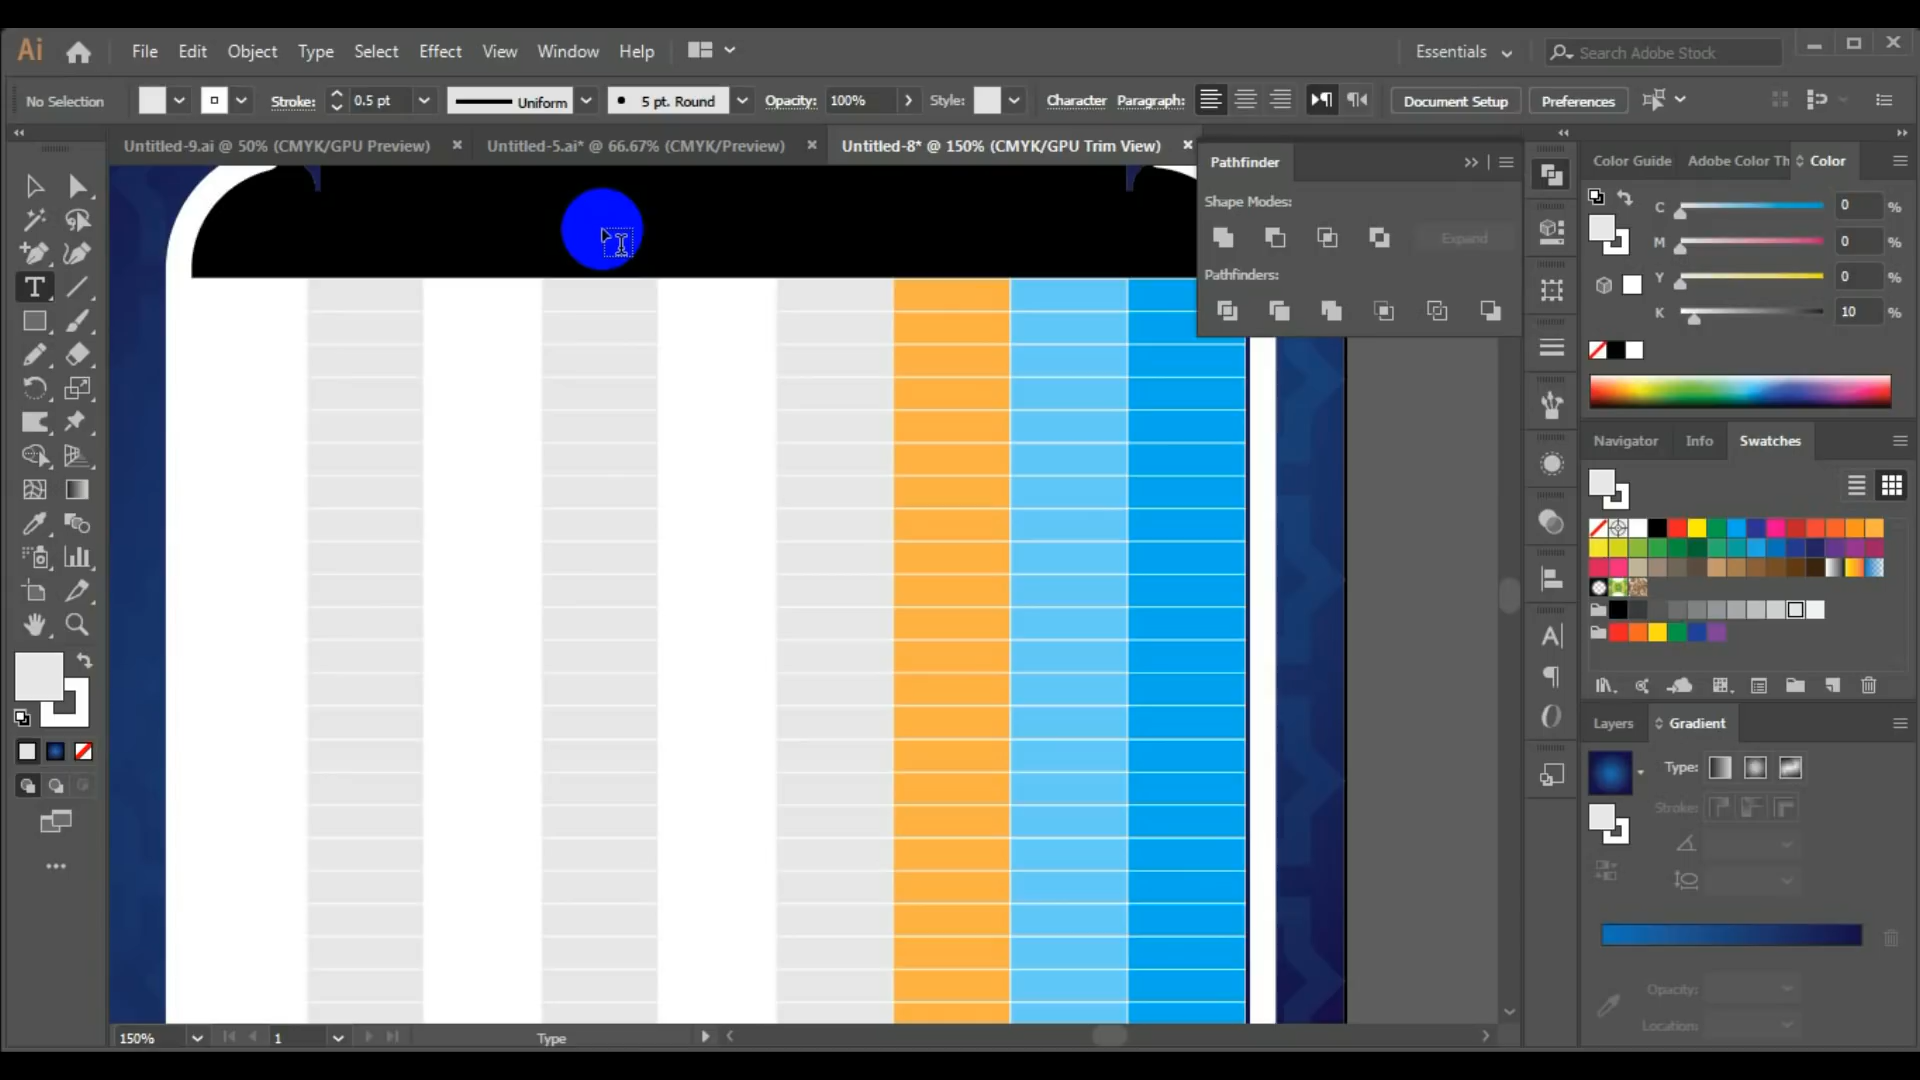 Ai File Edit Object Type Select Effect View Window Help Essentials Search Adobe Stock
No Selection Stroke: 0.5 pt Uniform 5 pt. Round Opacity: 100% Style: Character Paragraph: Document Setup Preferences
Untitled-9.ai @ 50% (CMYK/GPU Preview) Untitled-5.ai* @ 66.67% (CMYK/Preview) Untitled-8* @ 150% (CMYK/GPU Trim View)
Pathfinder
Shape Modes:
Expand
Pathfinders:
Color Guide Adobe Color Th Color
C 0 %
M 0 %
Y 0 %
K 10 %
Navigator Info Swatches
Layers Gradient
Type:
Stroke:
Opacity:
Location:
150% 1 Type